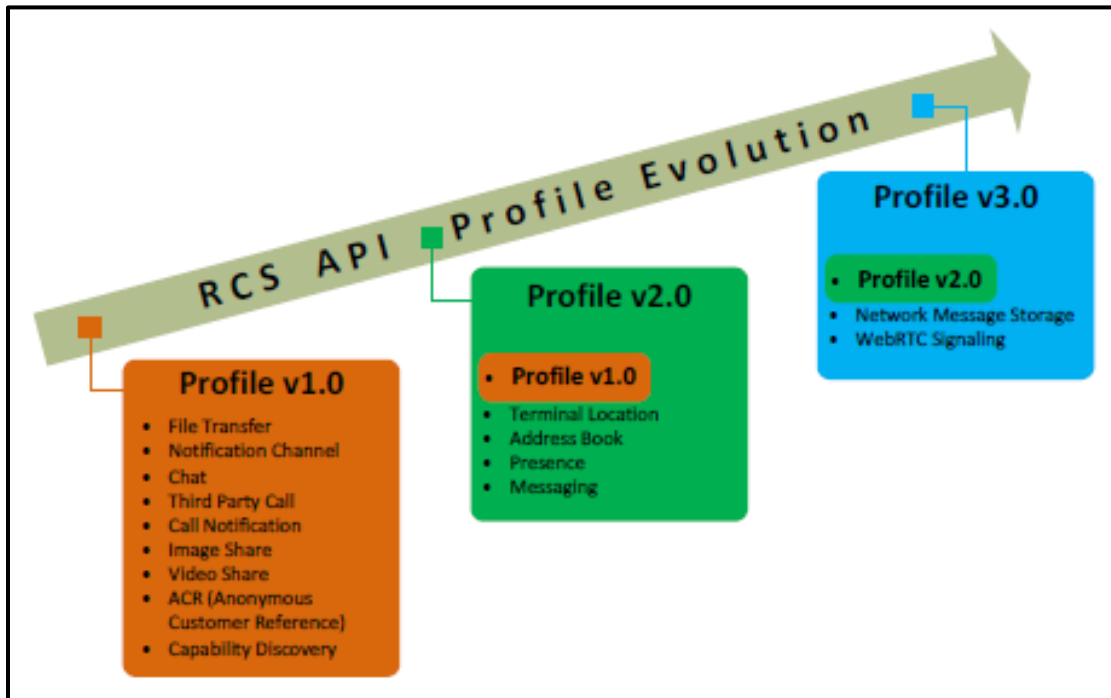 RCS API Profile Evolution
Profile v1.0
• File Transfer
• Notification Channel
• Chat
• Third Party Call
• Call Notification
• Image Share
• Video Share
• ACR (Anonymous
Customer Reference)
• Capability Discovery
Profile v2.0
• Profile v1.0
• Terminal Location
• Address Book
• Presence
• Messaging
Profile v3.0
• Profile v2.0
• Network Message Storage
• WebRTC Signaling